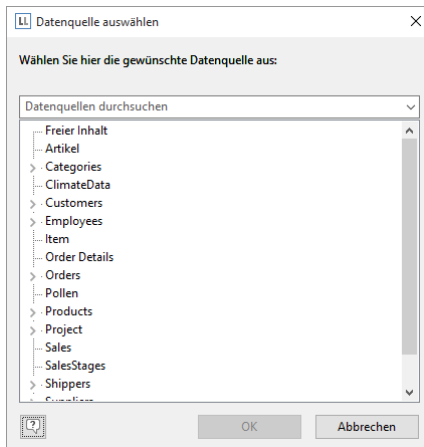 LL Datenquelle auswählen
Wählen Sie hier die gewünschte Datenquelle aus:
Datenquellen durchsuchen
Freier Inhalt
Artikel
Categories
ClimateData
Customers
Employees
Item
Order Details
Orders
Pollen
Products
Project
Sales
SalesStages
Shippers
Suppliers
? OK Abbrechen